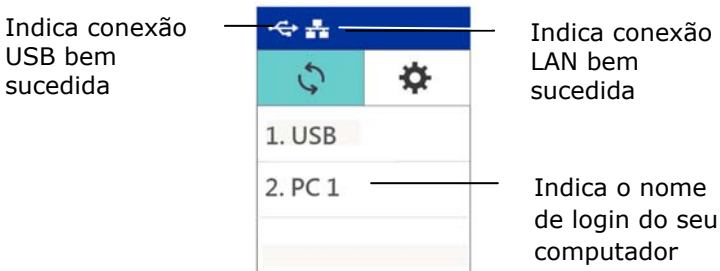 Indica conexão
USB bem
sucedida
Indica conexão
LAN bem
sucedida
1. USB
2. PC 1
Indica o nome
de login do seu
computador